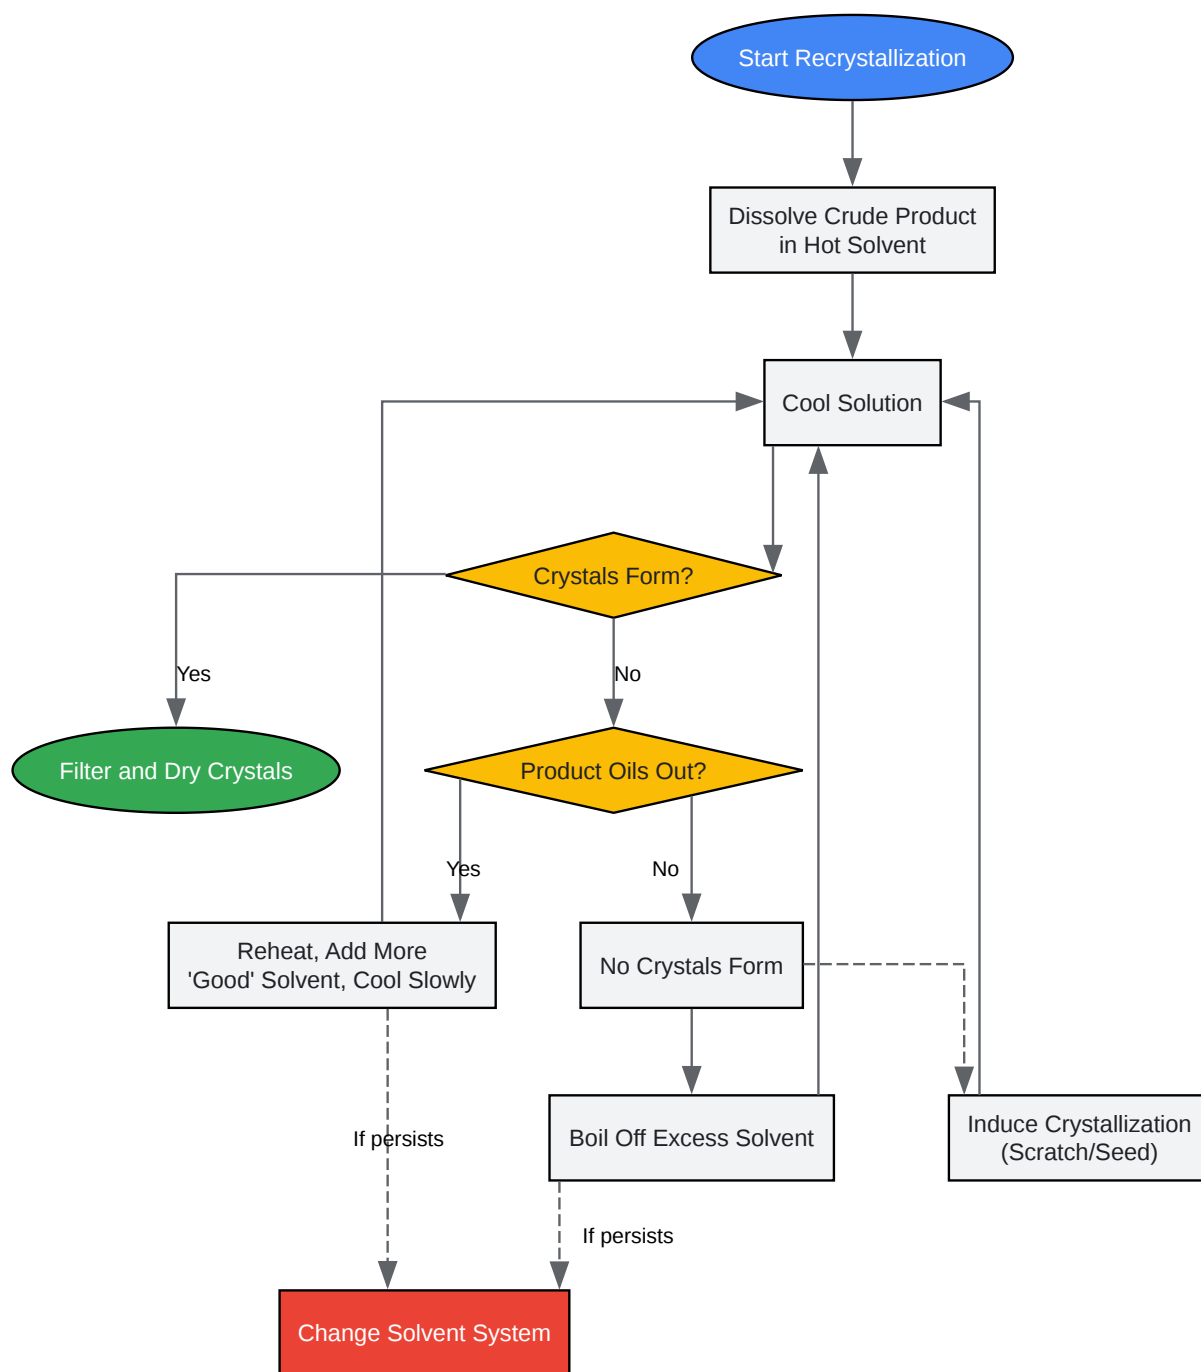 Start Recrystallization
Dissolve Crude Product
in Hot Solvent
Cool Solution
Crystals Form?
Yes
No
Filter and Dry Crystals
Product Oils Out?
Yes
No
Reheat, Add More
'Good' Solvent, Cool Slowly
No Crystals Form
Boil Off Excess Solvent
Induce Crystallization
(Scratch/Seed)
If persists
If persists
Change Solvent System